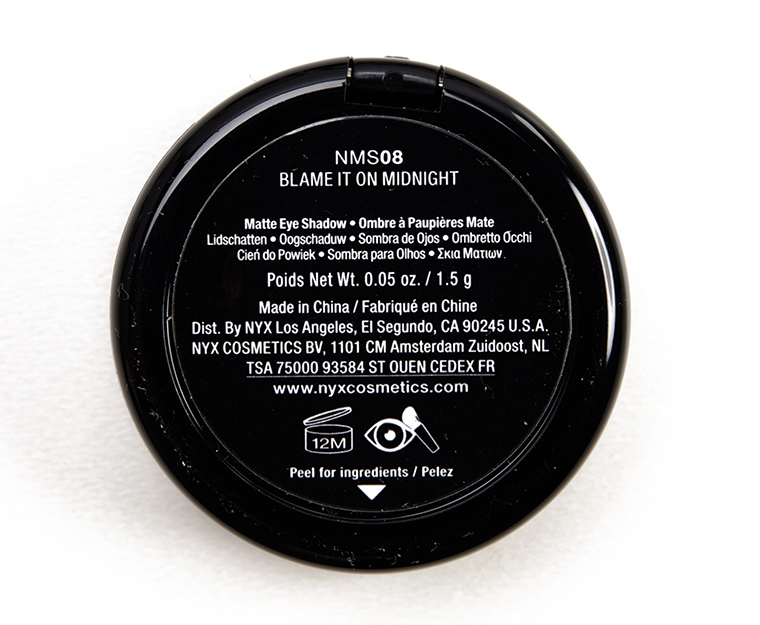 NMS08
BLAME IT ON MIDNIGHT
Matte Eye Shadow • Ombre à Paupières Mate
Lidschatten • Oogschaduw • Sombra de Ojos • Ombretto Occhi
Cień do Powiek • Sombra para Olhos • Σκια Ματιων
Poids Net Wt. 0.05 oz. / 1.5 g
Made in China / Fabriqué en Chine
Dist. By NYX Los Angeles, El Segundo, CA 90245 U.S.A.
NYX COSMETICS BV, 1101 CM Amsterdam Zuidoost, NL
TSA 75000 93584 ST OUEN CEDEX FR
www.nyxcosmetics.com
12M
Peel for ingredients / Pelez